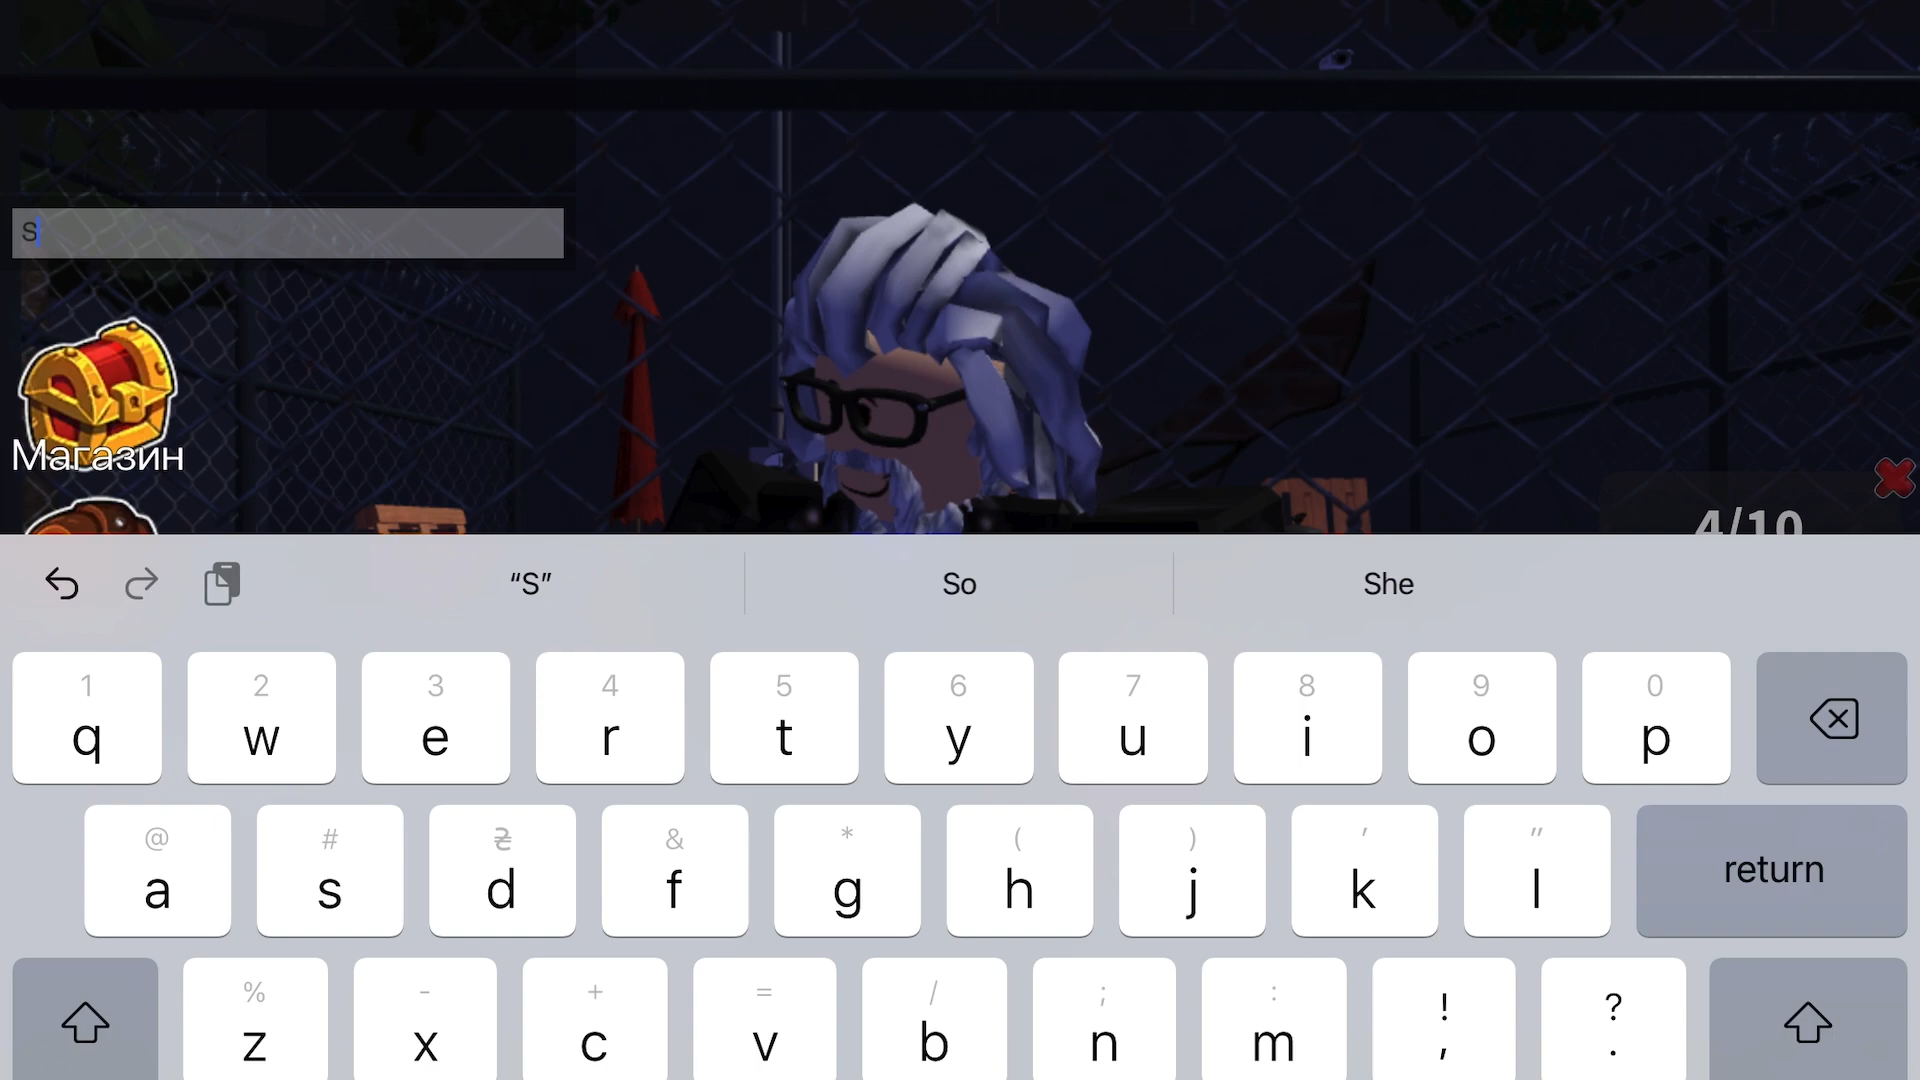 S
Магазин
4/10
“S” So She
1 2 3 4 5 6 7 8 9 0
q w e r t y u i o p
@ # ₴ & * ( ) ' "
a s d f g h j k l return
% - + = / ; : ! ?
z x c v b n m , .